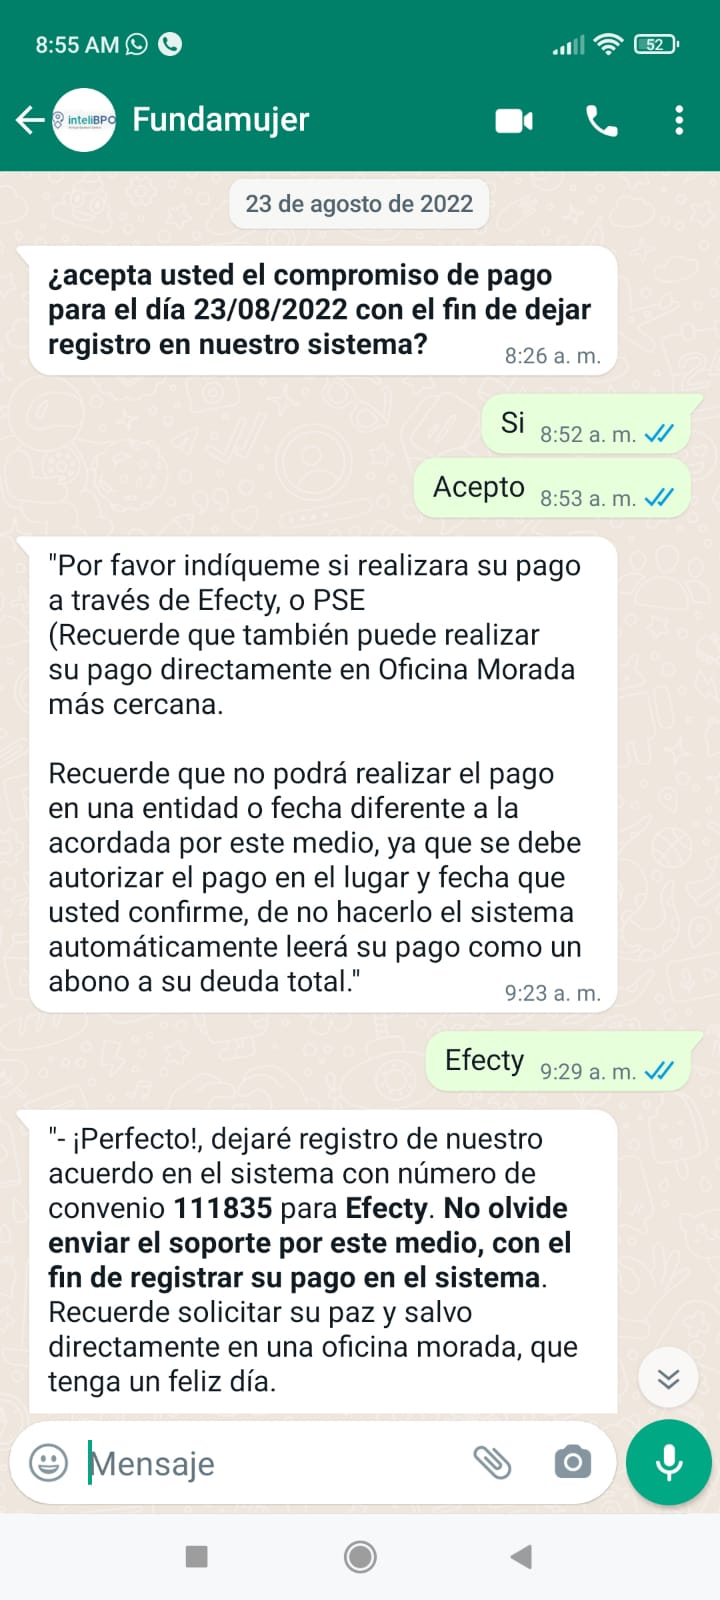 8:55 AM
52
inteliBPO
Fundamujer
23 de agosto de 2022
¿acepta usted el compromiso de pago
para el día 23/08/2022 con el fin de dejar
registro en nuestro sistema?
8:26 a. m.
Si
8:52 a. m.
Acepto
8:53 a. m.
"Por favor indíqueme si realizara su pago
a través de Efecty, o PSE
(Recuerde que también puede realizar
su pago directamente en Oficina Morada
más cercana.
Recuerde que no podrá realizar el pago
en una entidad o fecha diferente a la
acordada por este medio, ya que se debe
autorizar el pago en el lugar y fecha que
usted confirme, de no hacerlo el sistema
automáticamente leerá su pago como un
abono a su deuda total."
9:23 a. m.
Efecty
9:29 a. m.
"- ¡Perfecto!, dejaré registro de nuestro
acuerdo en el sistema con número de
convenio 111835 para Efecty. No olvide
enviar el soporte por este medio, con el
fin de registrar su pago en el sistema.
Recuerde solicitar su paz y salvo
directamente en una oficina morada, que
tenga un feliz día.
Mensaje